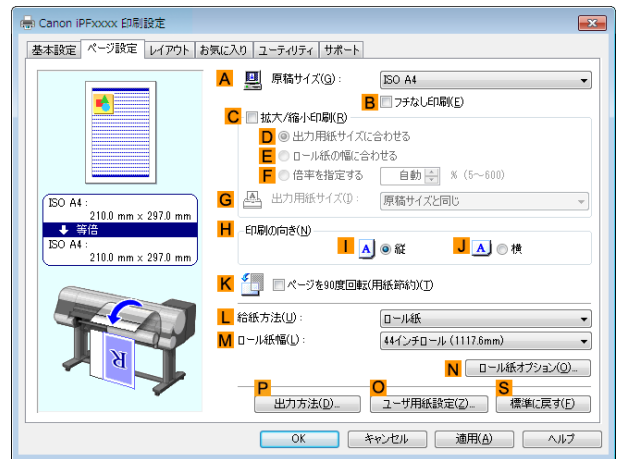 Canon iPFxxxx 印刷設定
基本設定 ページ設定 レイアウト お気に入り ユーティリティ サポート
A 原稿サイズ(G): ISO A4
B フチなし印刷(E)
C 拡大/縮小印刷(R)
D 出力用紙サイズに合わせる
E ロール紙の幅に合わせる
F 倍率を指定する 自動 % (5~600)
G 出力用紙サイズ(I): 原稿サイズと同じ
ISO A4:
210.0 mm x 297.0 mm
等倍
ISO A4:
210.0 mm x 297.0 mm
H 印刷の向き(N)
I A 縦 J A 横
K ページを90度回転(用紙節約)(T)
L 給紙方法(U): ロール紙
M ロール紙幅(L): 44インチロール (1117.6mm)
N ロール紙オプション(O)...
P O S
出力方法(D)... ユーザ用紙設定(Z)... 標準に戻す(F)
R
OK キャンセル 適用(A) ヘルプ